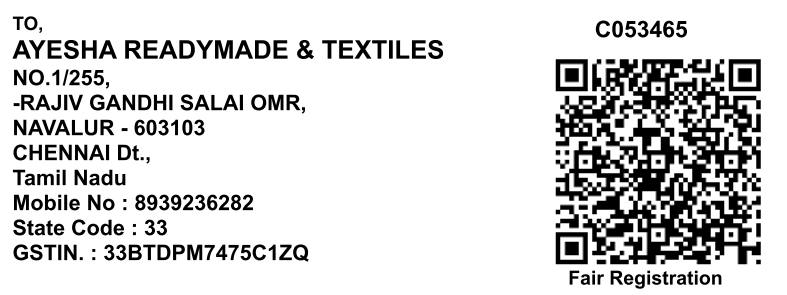 TO,
AYESHA READYMADE & TEXTILES
NO.1/255,
-RAJIV GANDHI SALAI OMR,
NAVALUR - 603103
CHENNAI Dt.,
Tamil Nadu
Mobile No : 8939236282
State Code : 33
GSTIN. : 33BTDPM7475C1ZQ
C053465
Fair Registration